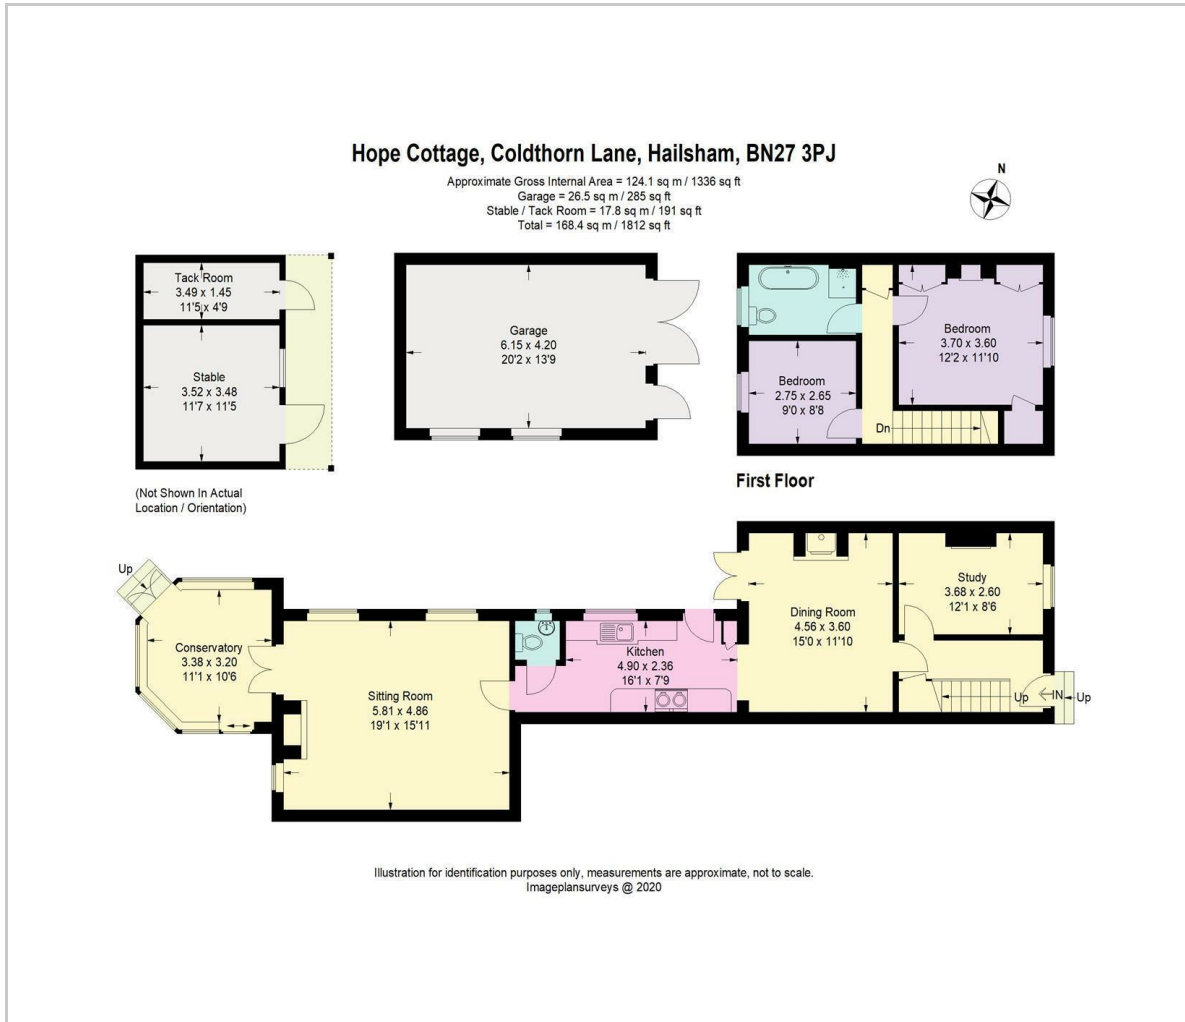 Hope Cottage, Coldthorn Lane, Hailsham, BN27 3PJ
Approximate Gross Internal Area = 124.1 sq m / 1336 sq ft
Garage = 26.5 sq m / 285 sq ft
Stable / Tack Room = 17.8 sq m / 191 sq ft
Total = 168.4 sq m / 1812 sq ft
N
Tack Room
3.49 x 1.45
11'5 x 4'9
Stable
3.52 x 3.48
11'7 x 11'5
(Not Shown In Actual
Location / Orientation)
Garage
6.15 x 4.20
20'2 x 13'9
Bedroom
3.70 x 3.60
12'2 x 11'10
Bedroom
2.75 x 2.65
9'0 x 8'8
Dn
First Floor
Up
Conservatory
3.38 x 3.20
11'1 x 10'6
Sitting Room
5.81 x 4.86
19'1 x 15'11
Kitchen
4.90 x 2.36
16'1 x 7'9
Dining Room
4.56 x 3.60
15'0 x 11'10
Study
3.68 x 2.60
12'1 x 8'6
Up
IN
Up
Illustration for identification purposes only, measurements are approximate, not to scale.
Imageplansurveys @ 2020